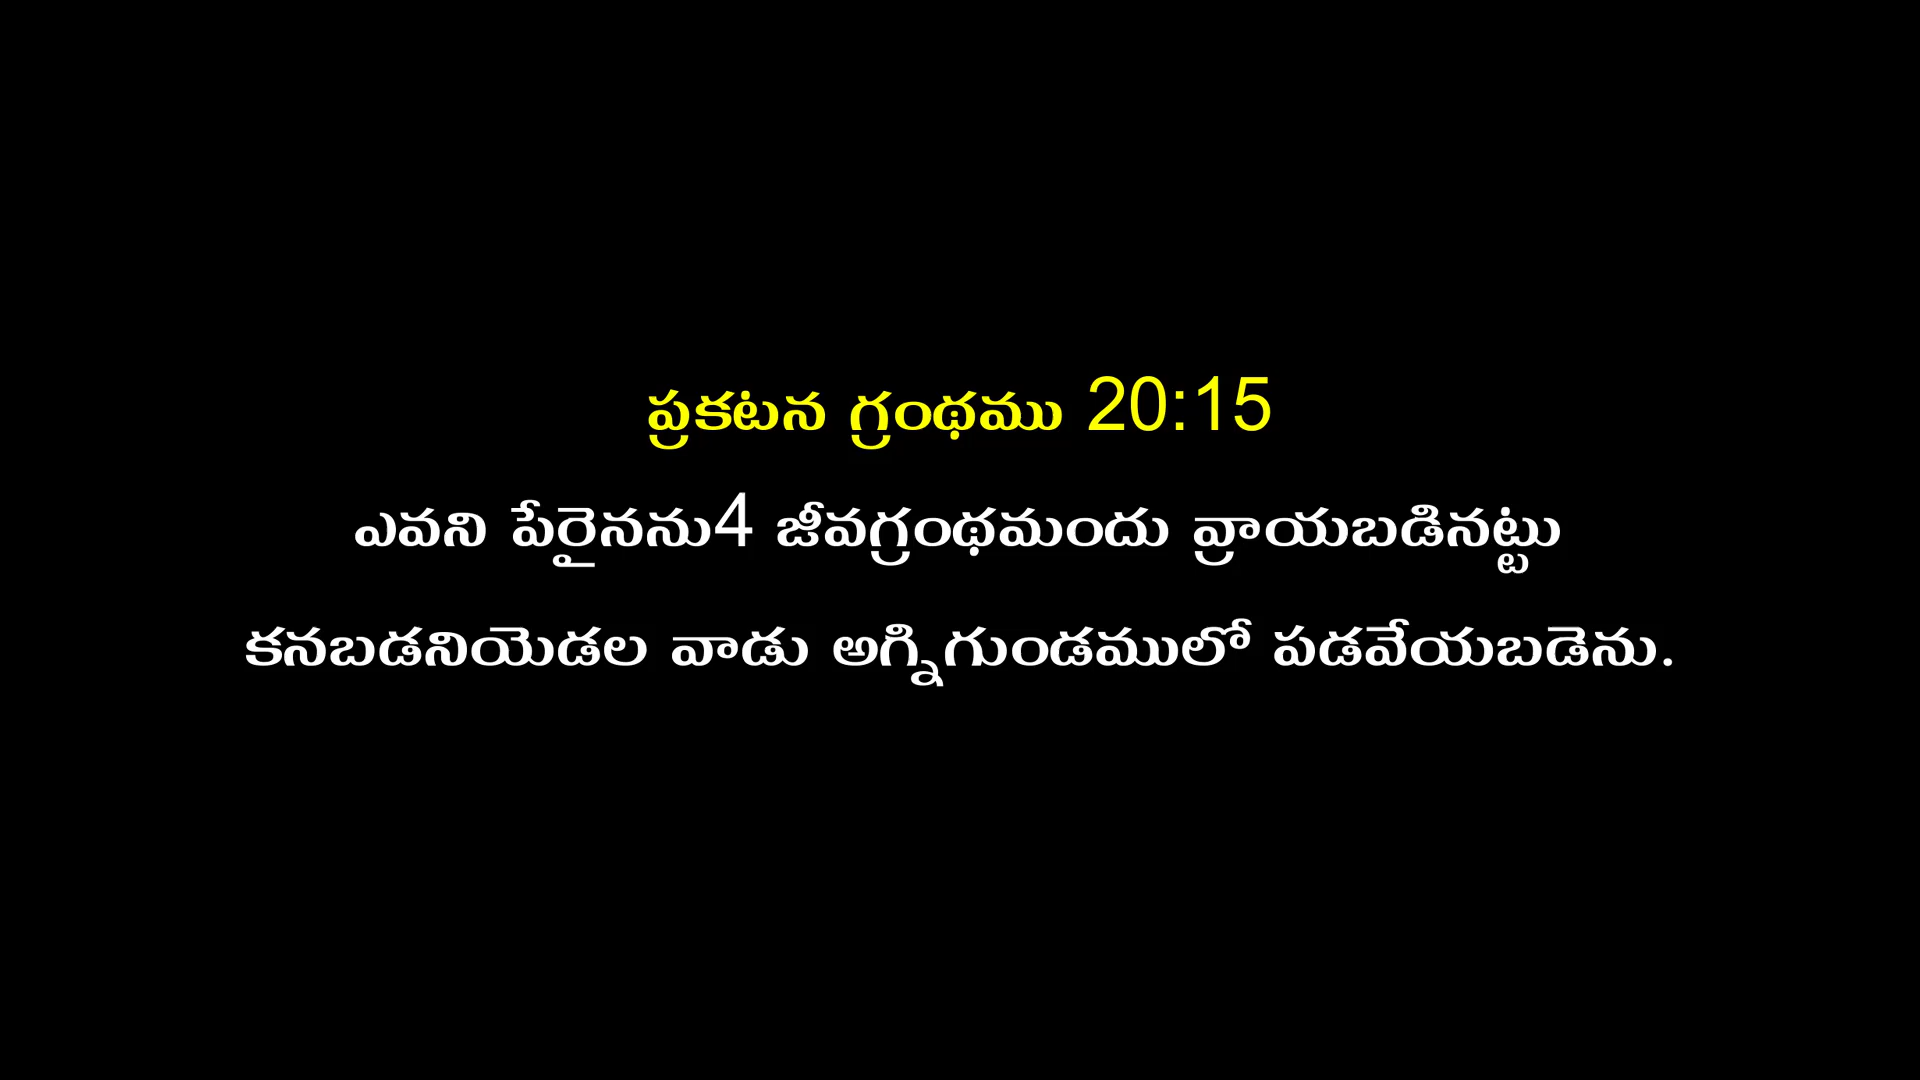 ప్రకటన గ్రంథము 20:15
ఎవని పేరైనను4 జీవగ్రంథమందు వ్రాయబడినట్టు
కనబడనియెడల వాడు అగ్నిగుండములో పడవేయబడెను.